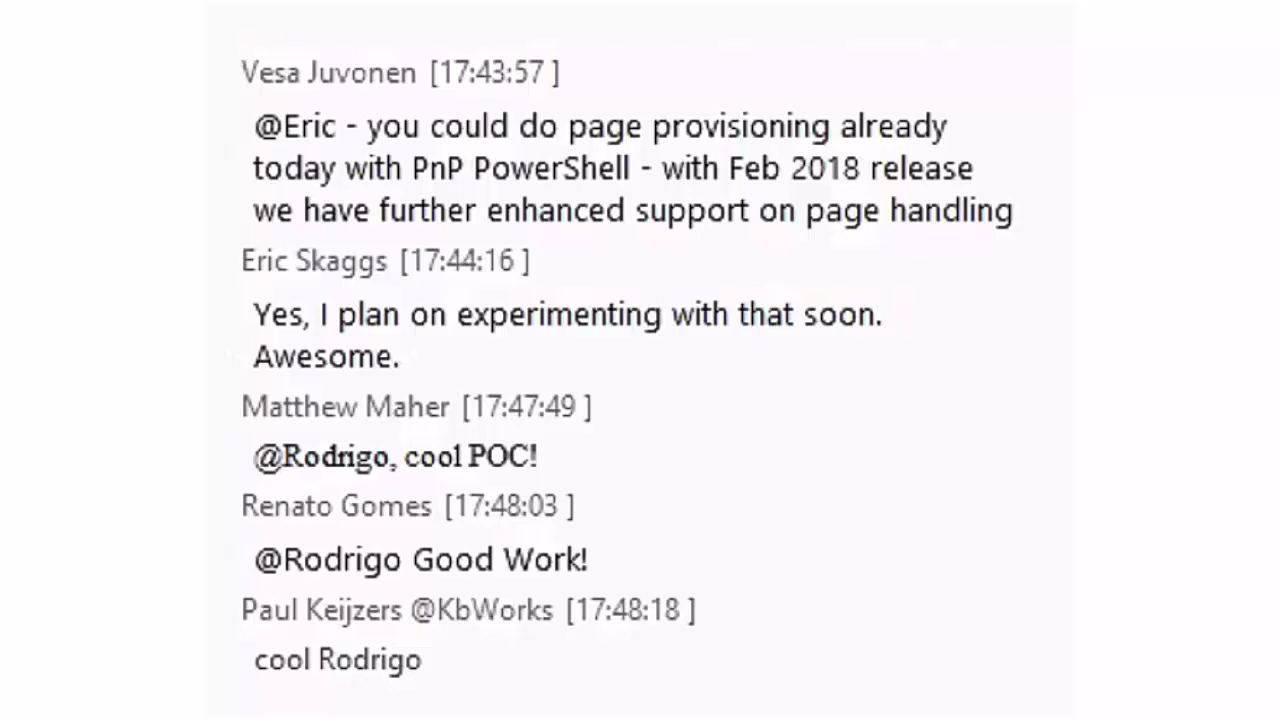 Vesa Juvonen [17:43:57 ]
@Eric - you could do page provisioning already
today with PnP PowerShell - with Feb 2018 release
we have further enhanced support on page handling
Eric Skaggs [17:44:16 ]
Yes, I plan on experimenting with that soon.
Awesome.
Matthew Maher [17:47:49 ]
@Rodrigo, cool POC!
Renato Gomes [17:48:03 ]
@Rodrigo Good Work!
Paul Keijzers @KbWorks [17:48:18 ]
cool Rodrigo